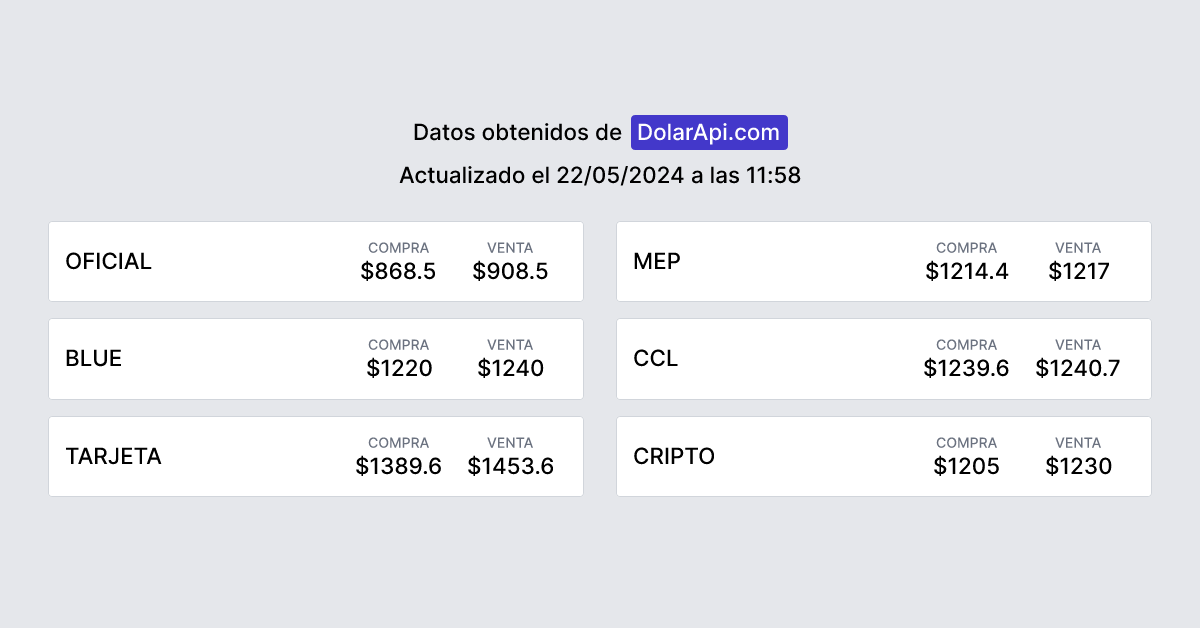 Datos obtenidos de DolarApi.com
Actualizado el 22/05/2024 a las 11:58
OFICIAL
COMPRA VENTA
$868.5 $908.5
MEP
COMPRA VENTA
$1214.4 $1217
BLUE
COMPRA VENTA
$1220 $1240
CCL
COMPRA VENTA
$1239.6 $1240.7
TARJETA
COMPRA VENTA
$1389.6 $1453.6
CRIPTO
COMPRA VENTA
$1205 $1230